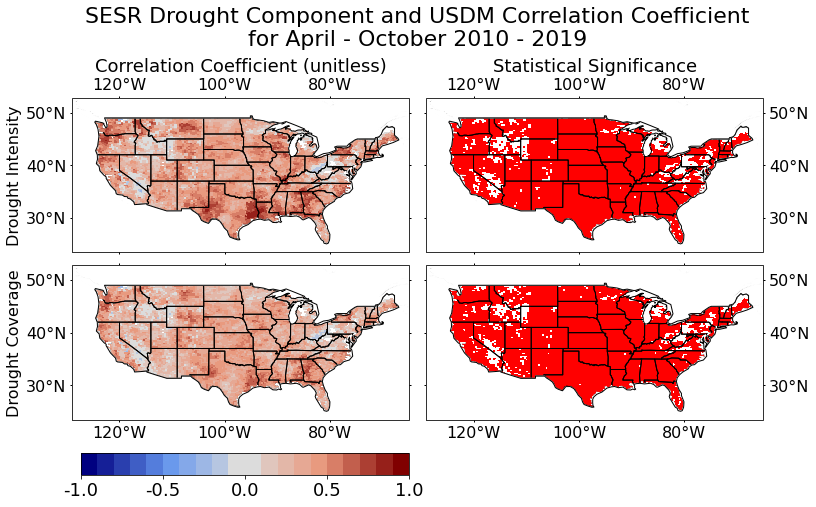 SESR Drought Component and USDM Correlation Coefficient
for April - October 2010 - 2019
Correlation Coefficient (unitless)
Statistical Significance
120°W 100°W 80°W
120°W 100°W 80°W
Drought Intensity
50°N
40°N
30°N
50°N
40°N
30°N
Drought Coverage
50°N
40°N
30°N
50°N
40°N
30°N
120°W 100°W 80°W
120°W 100°W 80°W
-1.0 -0.5 0.0 0.5 1.0